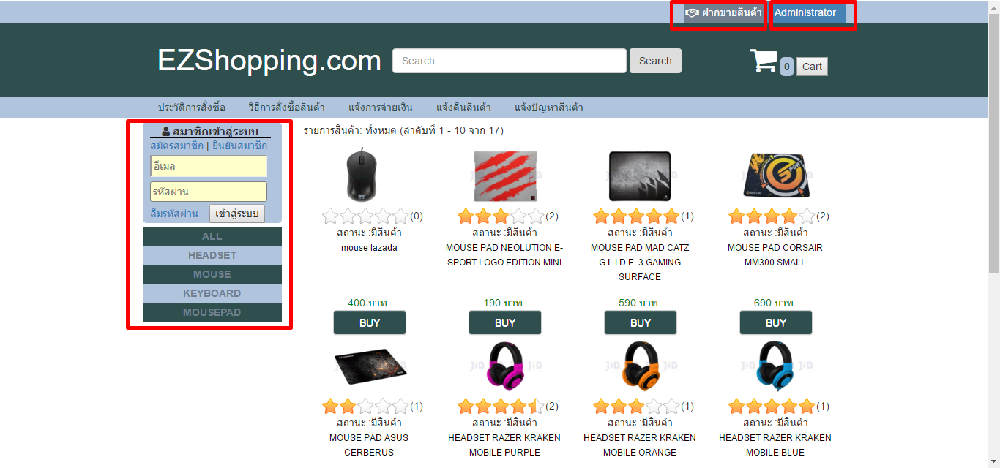 ฝากขายสินค้า Administrator
EZShopping.com Search Search 0 Cart
ประวัติการสั่งซื้อ วิธีการสั่งซื้อสินค้า แจ้งการจ่ายเงิน แจ้งคืนสินค้า แจ้งปัญหาสินค้า
สมาชิกเข้าสู่ระบบ
สมัครสมาชิก | ยืนยันสมาชิก
อีเมล
รหัสผ่าน
ลืมรหัสผ่าน เข้าสู่ระบบ
ALL
HEADSET
MOUSE
KEYBOARD
MOUSEPAD
รายการสินค้า: ทั้งหมด (ลำดับที่ 1 - 10 จาก 17)
(0) (2) (1) (2)
สถานะ :มีสินค้า สถานะ :มีสินค้า สถานะ :มีสินค้า สถานะ :มีสินค้า
mouse lazada MOUSE PAD NEOLUTION E- MOUSE PAD MAD CATZ MOUSE PAD CORSAIR
SPORT LOGO EDITION MINI G.L.I.D.E. 3 GAMING MM300 SMALL
SURFACE
400 บาท 190 บาท 590 บาท 690 บาท
BUY BUY BUY BUY
(1) (2) (1) (1)
สถานะ :มีสินค้า สถานะ :มีสินค้า สถานะ :มีสินค้า สถานะ :มีสินค้า
MOUSE PAD ASUS HEADSET RAZER KRAKEN HEADSET RAZER KRAKEN HEADSET RAZER KRAKEN
CERBERUS MOBILE PURPLE MOBILE ORANGE MOBILE BLUE